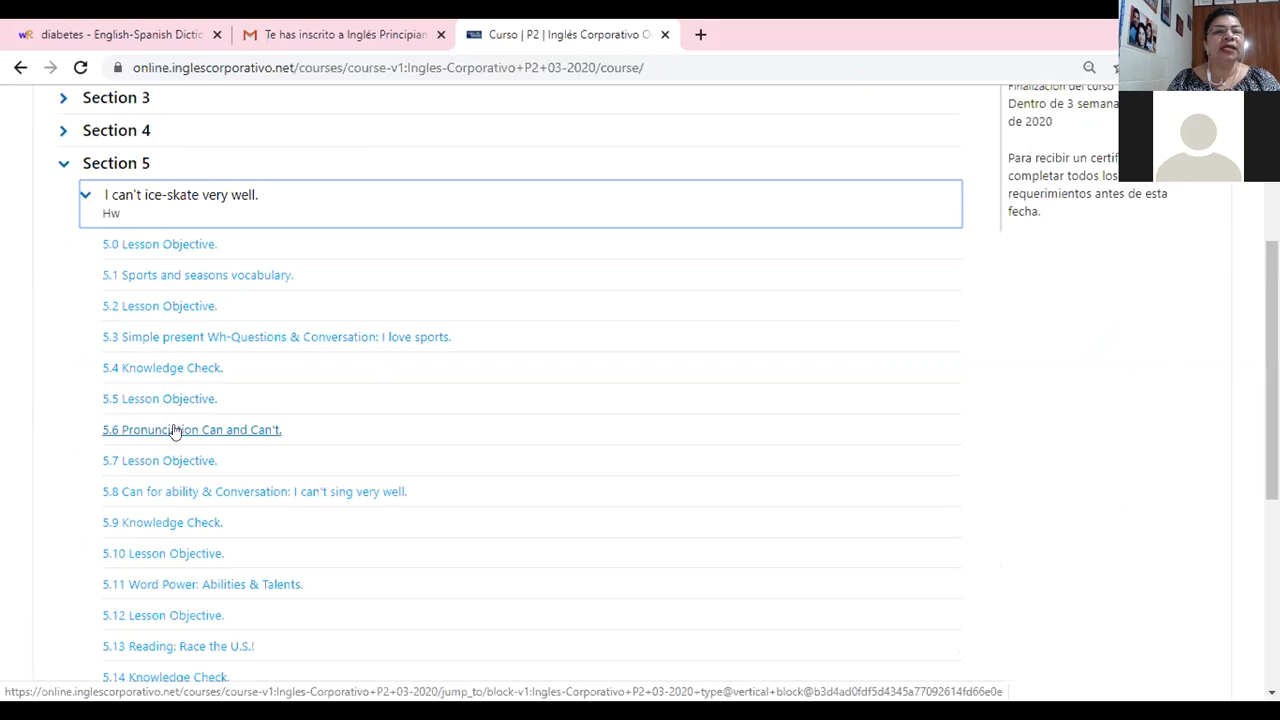 diabetes - English-Spanish Dictio
Te has inscrito a Inglés Principian
Curso | P2 | Inglés Corporativo O
online.inglescorporativo.net/courses/course-v1:Ingles-Corporativo+P2+03-2020/course/
Section 3
Finalización del curso
Dentro de 3 semana
Section 4
de 2020
Section 5
Para recibir un certif
completar todos los
I can't ice-skate very well.
requerimientos antes de esta
Hw
fecha.
5.0 Lesson Objective.
5.1 Sports and seasons vocabulary.
5.2 Lesson Objective.
5.3 Simple present Wh-Questions & Conversation: I love sports.
5.4 Knowledge Check.
5.5 Lesson Objective.
5.6 Pronunciation Can and Can't.
5.7 Lesson Objective.
5.8 Can for ability & Conversation: I can't sing very well.
5.9 Knowledge Check.
5.10 Lesson Objective.
5.11 Word Power: Abilities & Talents.
5.12 Lesson Objective.
5.13 Reading: Race the U.S.!
5.14 Knowledge Check.
https://online.inglescorporativo.net/courses/course-v1:Ingles-Corporativo+P2+03-2020/jump_to/block-v1:Ingles-Corporativo+P2+03-2020+type@vertical+block@b3d4ad0fdf5d4345a77092614fd66e0e